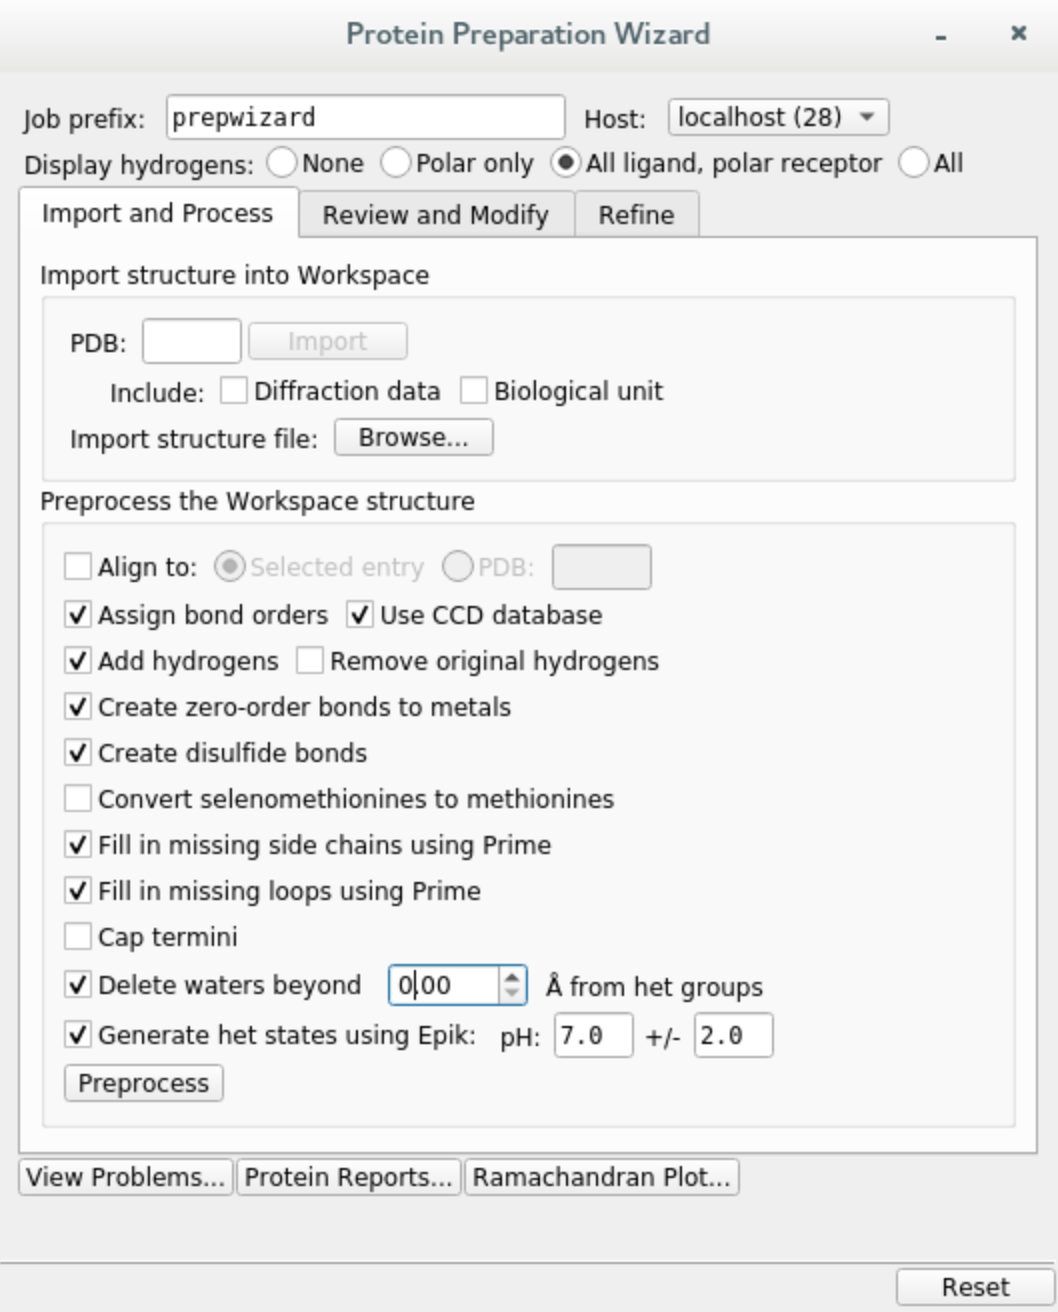 Protein Preparation Wizard
Job prefix: prepwizard Host: localhost (28)
Display hydrogens: None Polar only All ligand, polar receptor All
Import and Process Review and Modify Refine
Import structure into Workspace
PDB: Import
Include: Diffraction data Biological unit
Import structure file: Browse...
Preprocess the Workspace structure
Align to: Selected entry PDB:
Assign bond orders Use CCD database
Add hydrogens Remove original hydrogens
Create zero-order bonds to metals
Create disulfide bonds
Convert selenomethionines to methionines
Fill in missing side chains using Prime
Fill in missing loops using Prime
Cap termini
Delete waters beyond 0.00 Å from het groups
Generate het states using Epik: pH: 7.0 +/- 2.0
Preprocess
View Problems... Protein Reports... Ramachandran Plot...
Reset